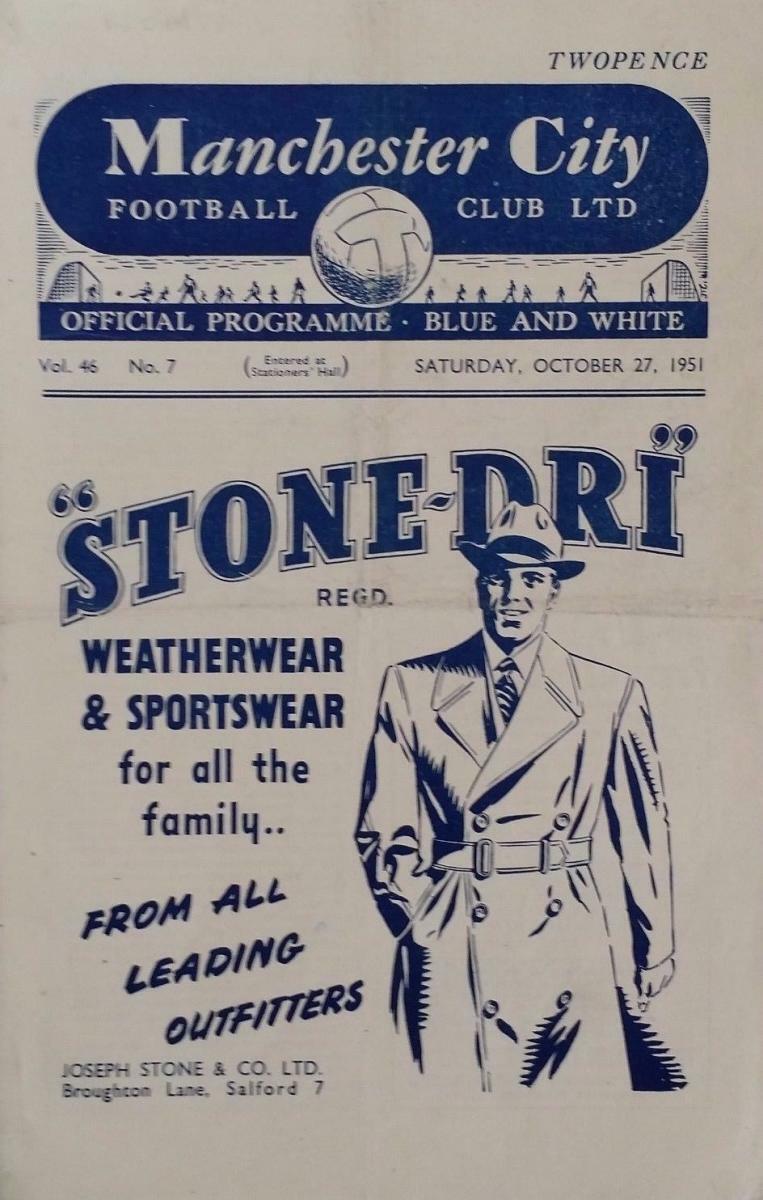 TWOPENCE
Manchester City
FOOTBALL CLUB LTD
OFFICIAL PROGRAMME · BLUE AND WHITE
Vol. 46 No. 7 (Entered at Stationers' Hall) SATURDAY, OCTOBER 27, 1951
"STONE-DRI"
REGD.
WEATHERWEAR
& SPORTSWEAR
for all the
family..
FROM ALL
LEADING
OUTFITTERS
JOSEPH STONE & CO. LTD.
Broughton Lane, Salford 7